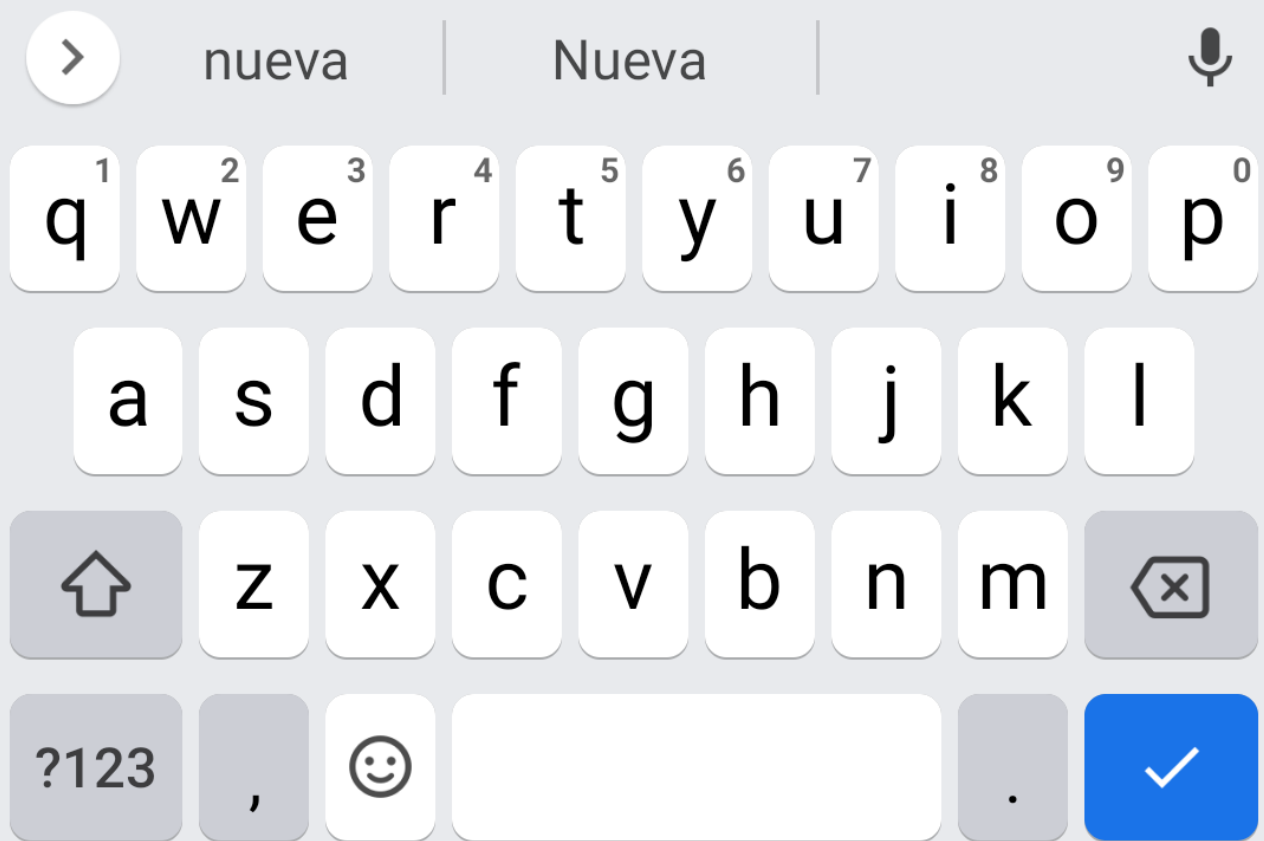 nueva Nueva
q1 w2 e3 r4 t5 y6 u7 i8 o9 p0
a s d f g h j k l
z x c v b n m
?123 , .